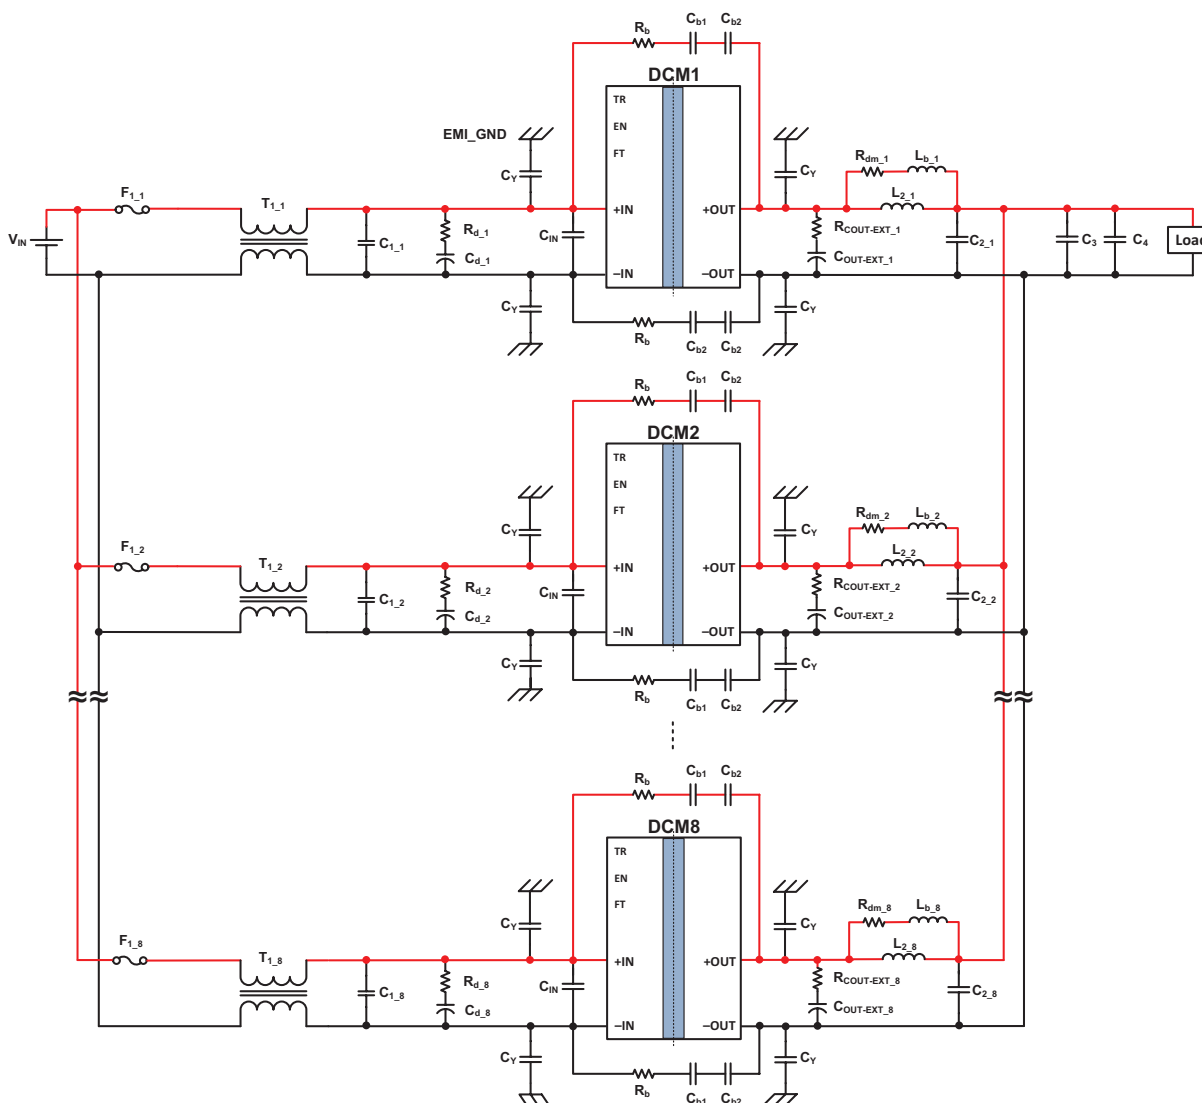 Rb
Cb1
Cb2
DCM1
TR
EN
FT
EMI_GND
CY
CY
F1_1
T1_1
Rdm_1
Lb_1
L2_1
VIN
+IN
+OUT
C1_1
Rd_1
Cd_1
CIN
RCOUT-EXT_1
COUT-EXT_1
C2_1
C3
C4
Load
–IN
–OUT
CY
CY
Rb
Cb2
Cb2
Rb
Cb1
Cb2
DCM2
TR
EN
FT
CY
CY
F1_2
T1_2
Rdm_2
Lb_2
L2_2
+IN
+OUT
C1_2
Rd_2
Cd_2
CIN
RCOUT-EXT_2
COUT-EXT_2
C2_2
–IN
–OUT
CY
CY
Rb
Cb1
Cb2
Rb
Cb1
Cb2
DCM8
TR
EN
FT
CY
CY
F1_8
T1_8
Rdm_8
Lb_8
L2_8
+IN
+OUT
C1_8
Rd_8
Cd_8
CIN
RCOUT-EXT_8
COUT-EXT_8
C2_8
–IN
–OUT
CY
CY
Rb
Cb1
Cb2